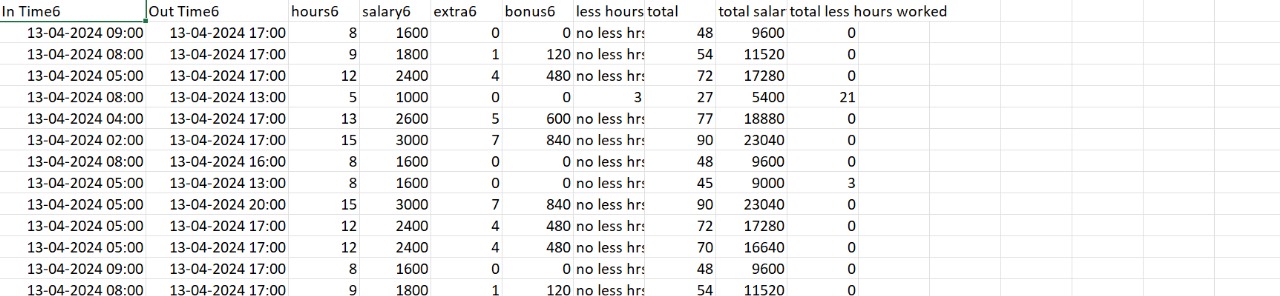 In Time6 Out Time6 hours6 salary6 extra6 bonus6 less hours total total salar total less hours worked
13-04-2024 09:00 13-04-2024 17:00 8 1600 0 0 no less hrs 48 9600 0
13-04-2024 08:00 13-04-2024 17:00 9 1800 1 120 no less hrs 54 11520 0
13-04-2024 05:00 13-04-2024 17:00 12 2400 4 480 no less hrs 72 17280 0
13-04-2024 08:00 13-04-2024 13:00 5 1000 0 0 3 27 5400 21
13-04-2024 04:00 13-04-2024 17:00 13 2600 5 600 no less hrs 77 18880 0
13-04-2024 02:00 13-04-2024 17:00 15 3000 7 840 no less hrs 90 23040 0
13-04-2024 08:00 13-04-2024 16:00 8 1600 0 0 no less hrs 48 9600 0
13-04-2024 05:00 13-04-2024 13:00 8 1600 0 0 no less hrs 45 9000 3
13-04-2024 05:00 13-04-2024 20:00 15 3000 7 840 no less hrs 90 23040 0
13-04-2024 05:00 13-04-2024 17:00 12 2400 4 480 no less hrs 72 17280 0
13-04-2024 05:00 13-04-2024 17:00 12 2400 4 480 no less hrs 70 16640 0
13-04-2024 09:00 13-04-2024 17:00 8 1600 0 0 no less hrs 48 9600 0
13-04-2024 08:00 13-04-2024 17:00 9 1800 1 120 no less hrs 54 11520 0